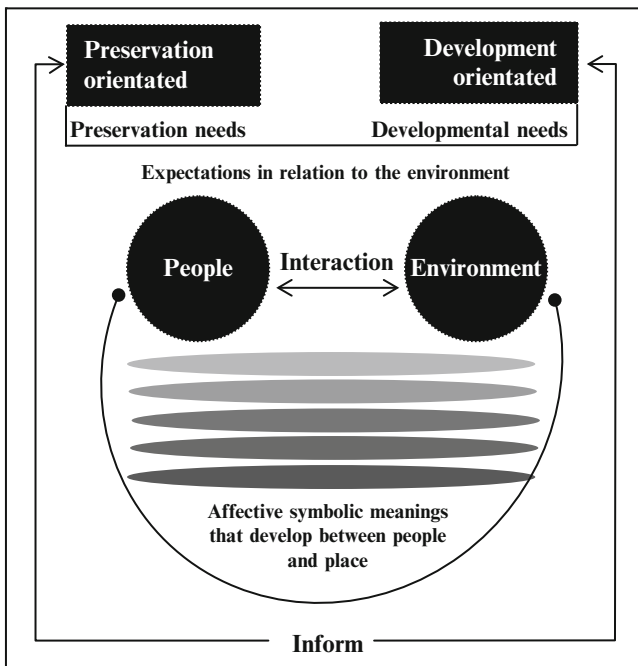 Preservation
orientated
Development
orientated
Preservation needs
Developmental needs
Expectations in relation to the environment
People
Interaction
Environment
Affective symbolic meanings
that develop between people
and place
Inform